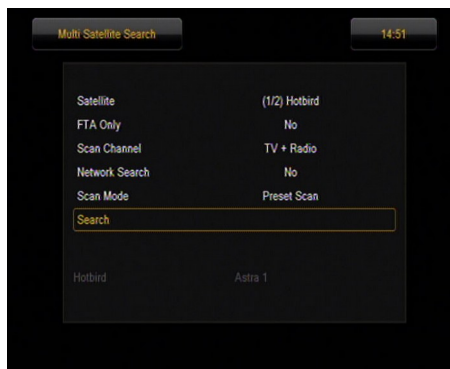 Multi Satellite Search 14:51
Satellite (1/2) Hotbird
FTA Only No
Scan Channel TV + Radio
Network Search No
Scan Mode Preset Scan
Search
Hotbird Astra 1